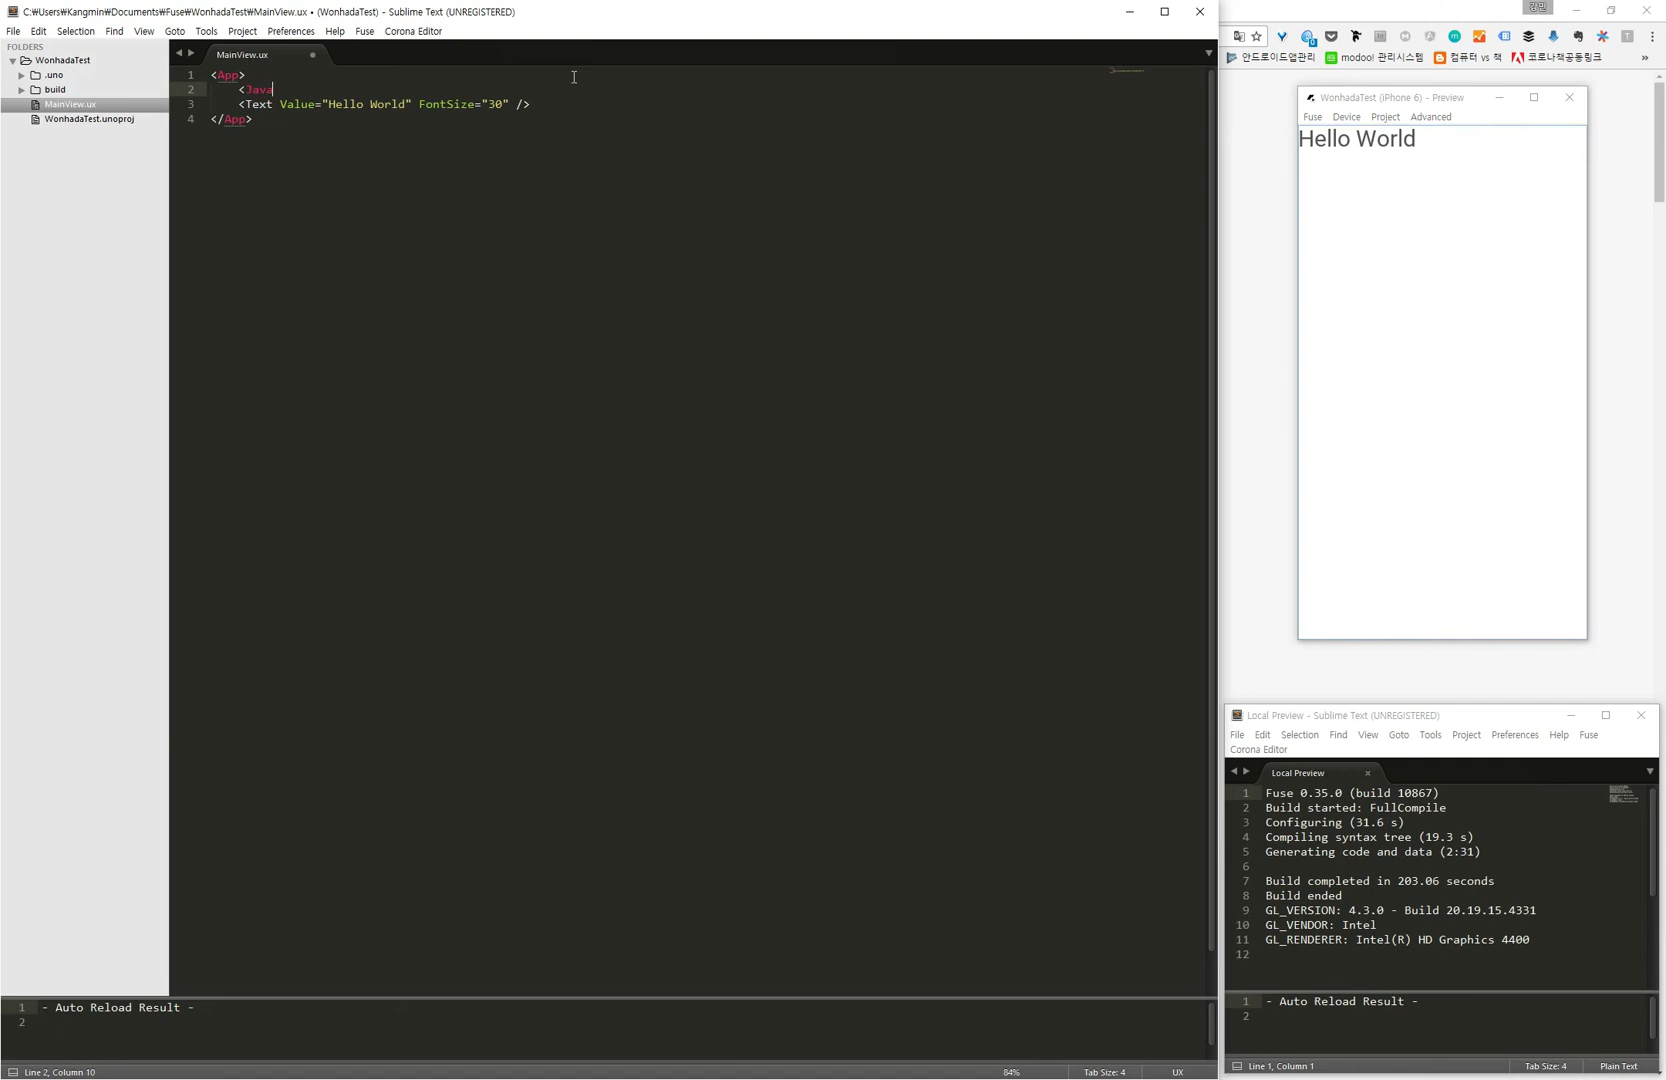 C:\Users\Kangmin\Documents\Fuse\WonhadaTest\MainView.ux • (WonhadaTest) - Sublime Text (UNREGISTERED)
File Edit Selection Find View Goto Tools Project Preferences Help Fuse Corona Editor
FOLDERS
WonhadaTest
.uno
build
MainView.ux
WonhadaTest.unoproj
MainView.ux
1 <App>
2 <Java
3 <Text Value="Hello World" FontSize="30" />
4 </App>
1 - Auto Reload Result -
2
Line 2, Column 10
84%
Tab Size: 4
UX
강민
안드로이드앱관리 modoo! 관리시스템 컴퓨터 vs 책 코로나책공동링크 »
WonhadaTest (iPhone 6) - Preview
Fuse Device Project Advanced
Hello World
Local Preview - Sublime Text (UNREGISTERED)
File Edit Selection Find View Goto Tools Project Preferences Help Fuse
Corona Editor
Local Preview
1 Fuse 0.35.0 (build 10867)
2 Build started: FullCompile
3 Configuring (31.6 s)
4 Compiling syntax tree (19.3 s)
5 Generating code and data (2:31)
6
7 Build completed in 203.06 seconds
8 Build ended
9 GL_VERSION: 4.3.0 - Build 20.19.15.4331
10 GL_VENDOR: Intel
11 GL_RENDERER: Intel(R) HD Graphics 4400
12
1 - Auto Reload Result -
2
Line 1, Column 1
Tab Size: 4
Plain Text